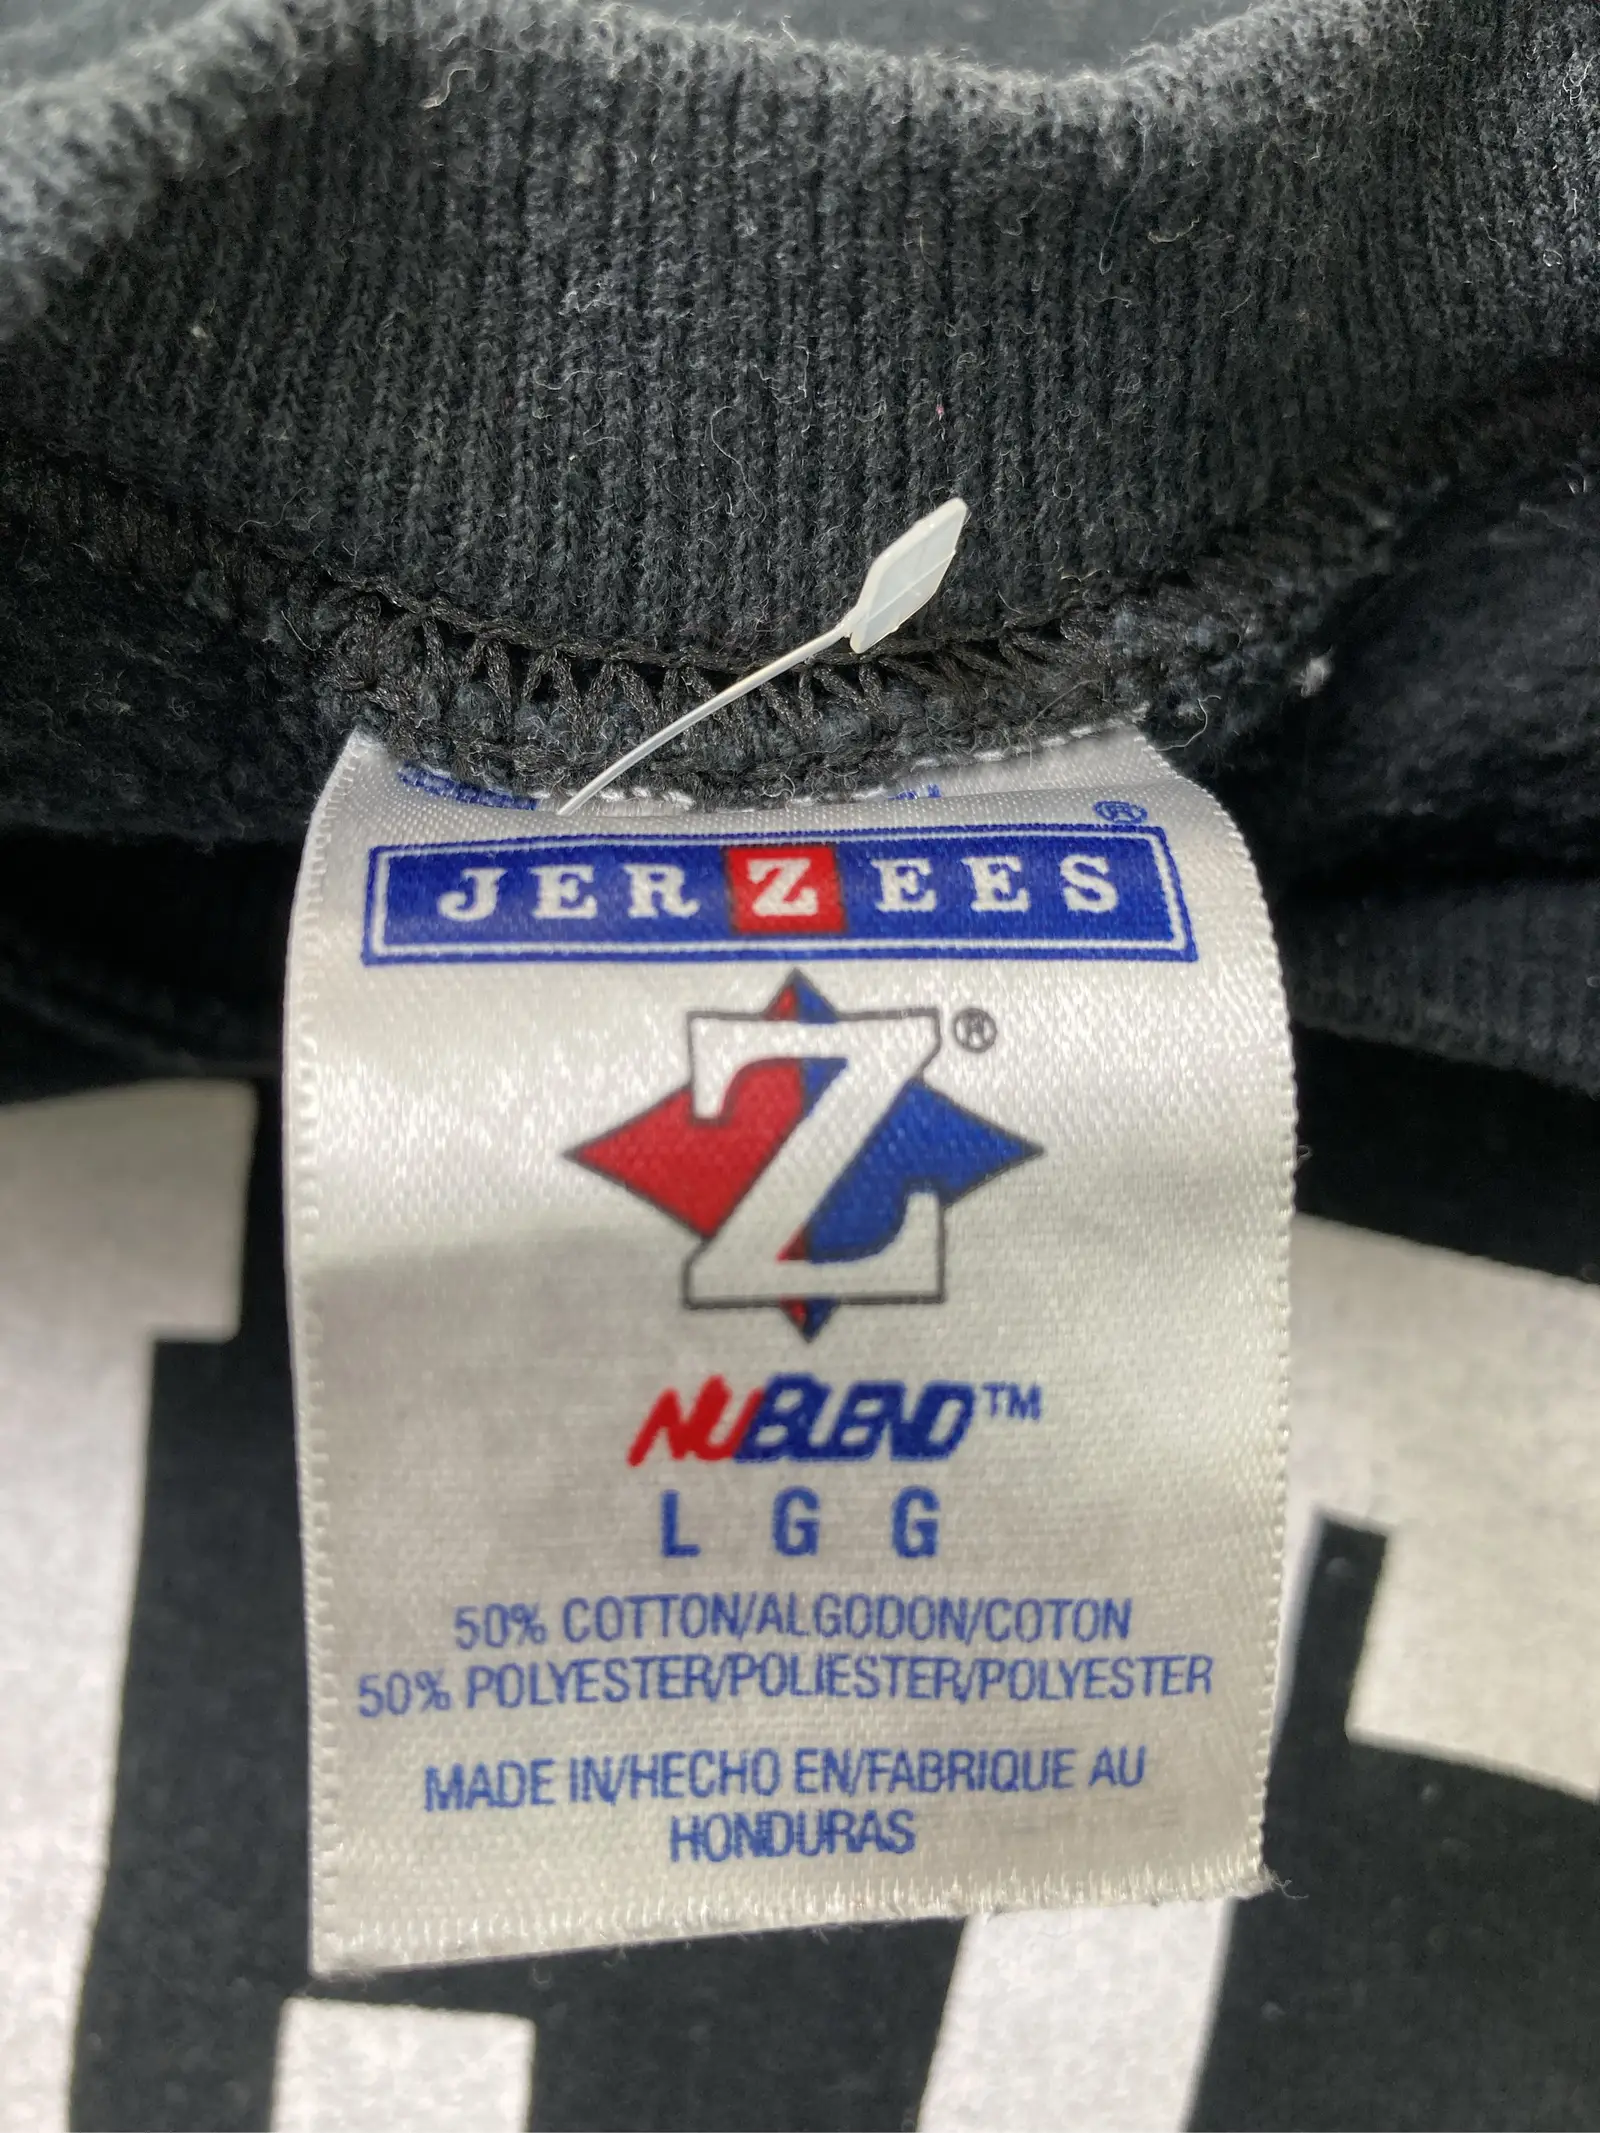 ®
JERZEES
Z ®
NUBLEND™
L G G
50% COTTON/ALGODON/COTON
50% POLYESTER/POLIESTER/POLYESTER
MADE IN/HECHO EN/FABRIQUE AU
HONDURAS